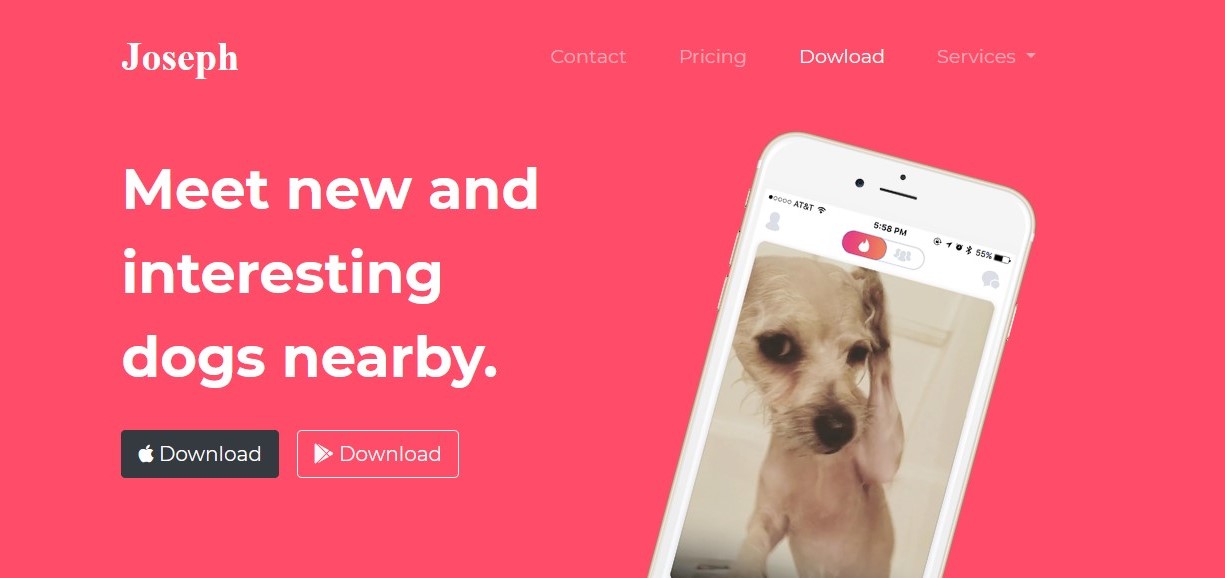 Joseph
Contact Pricing Dowload Services
Meet new and
interesting
dogs nearby.
Download Download
AT&T 5:58 PM 55%